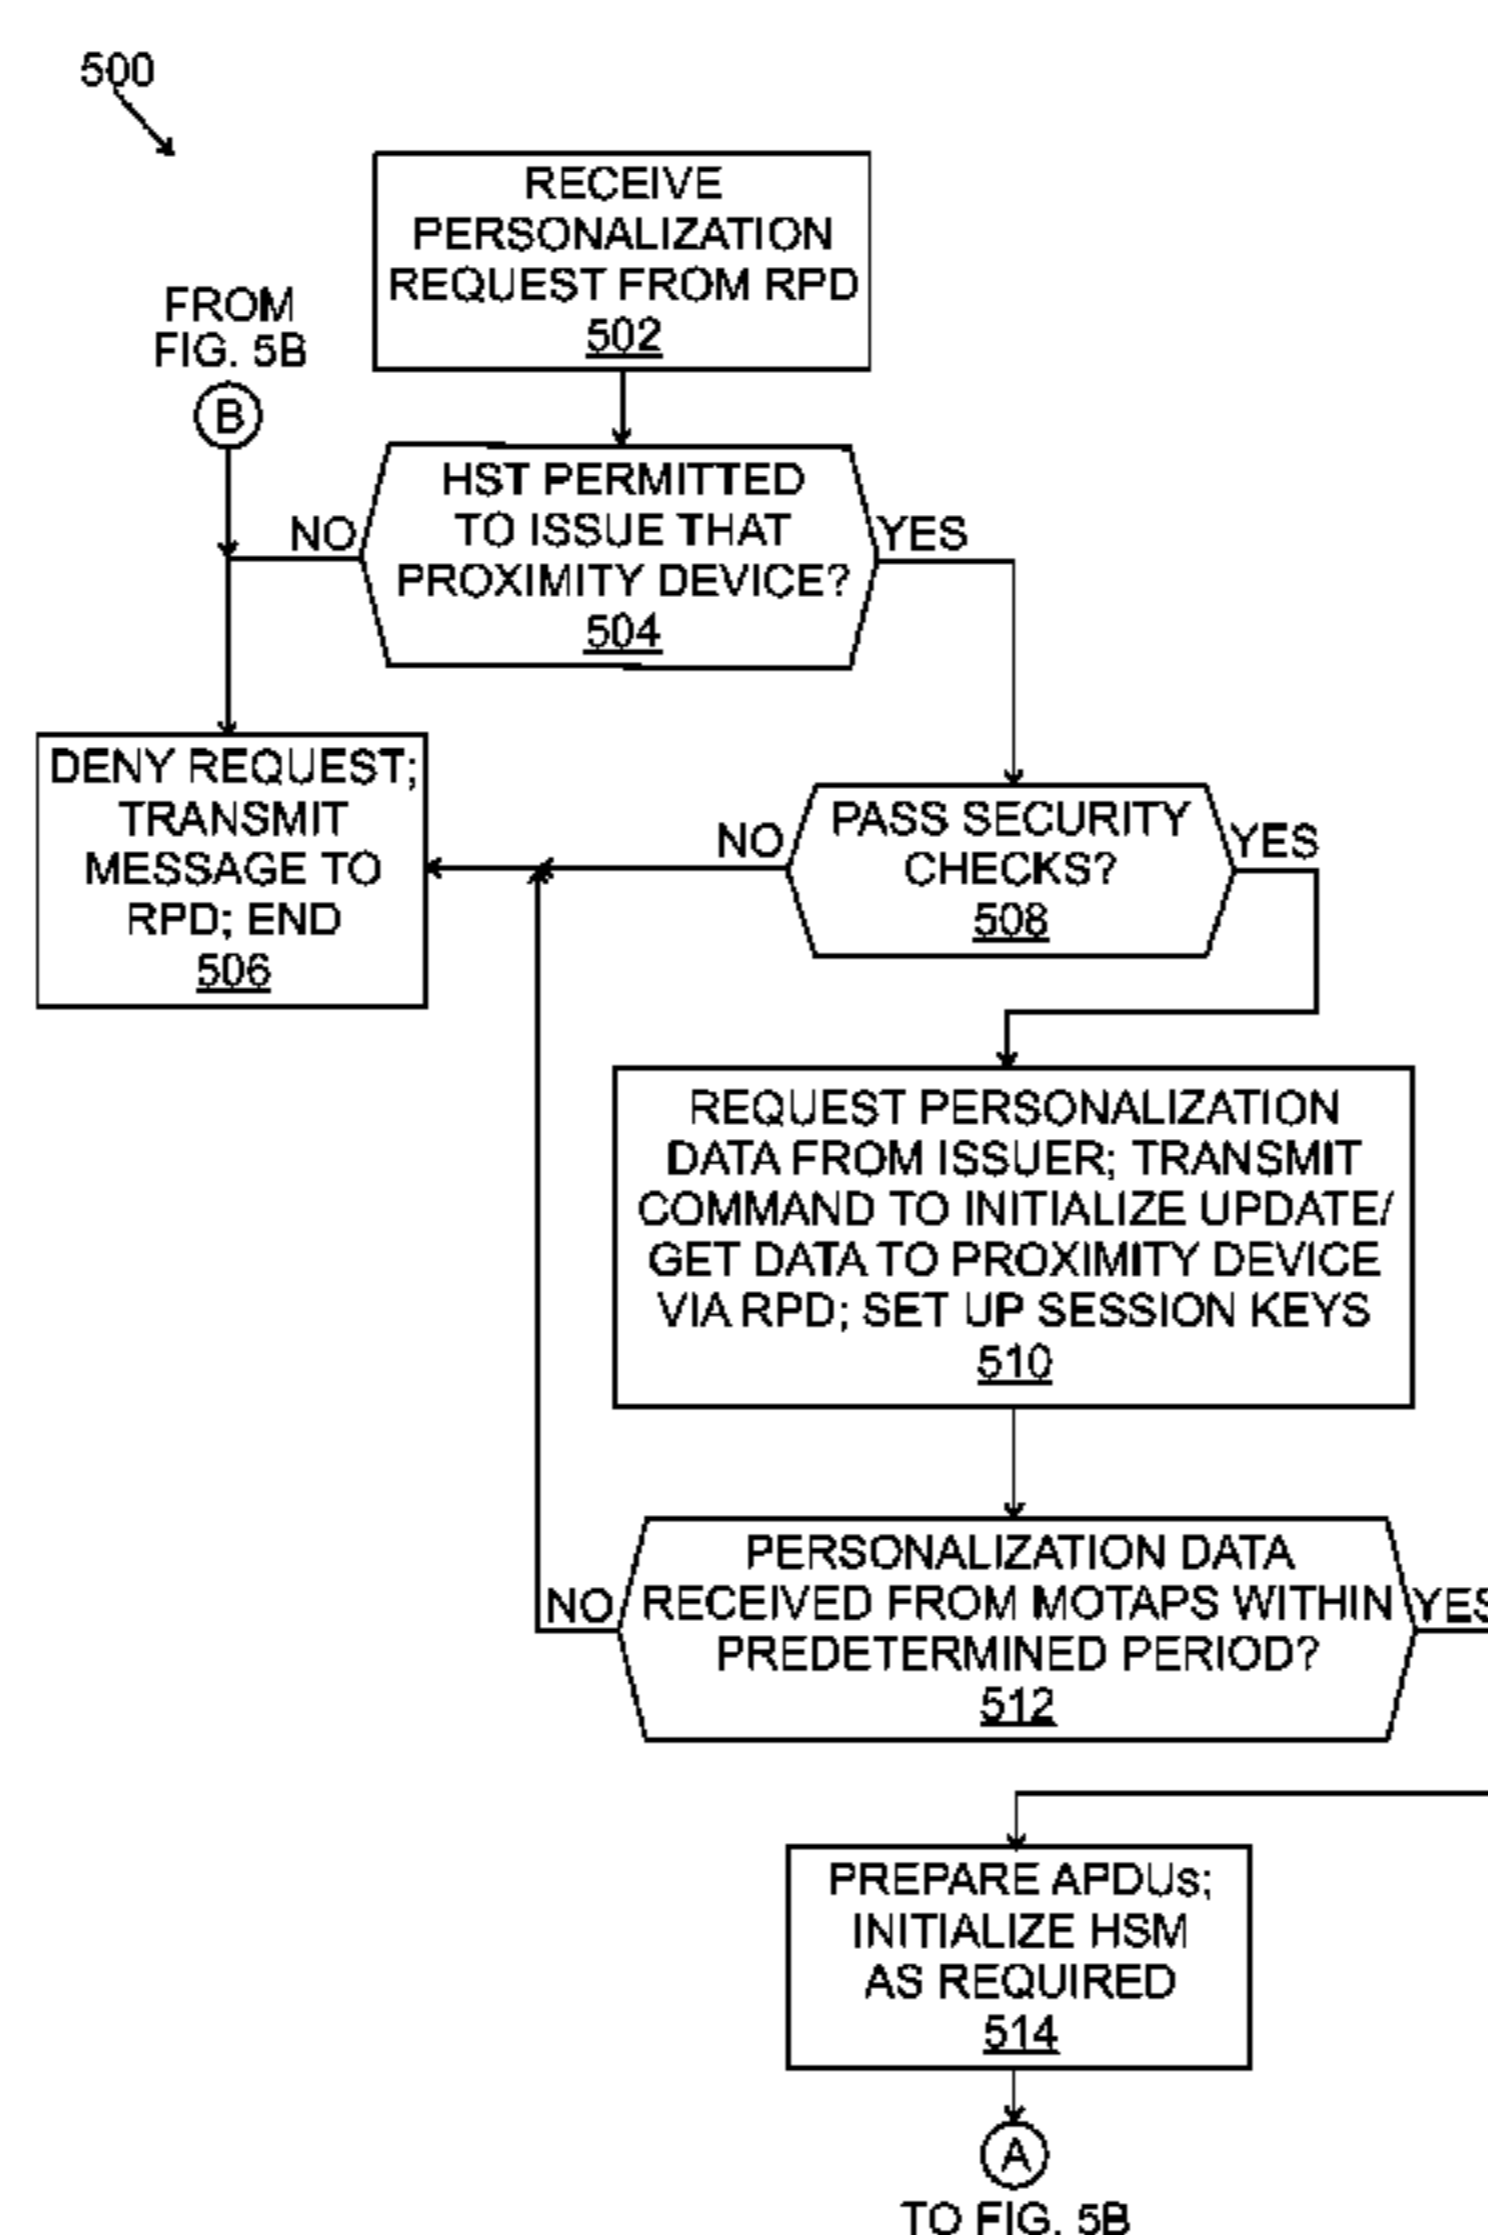 500
RECEIVE
PERSONALIZATION
REQUEST FROM RPD
502
FROM
FIG. 5B
B
HST PERMITTED
TO ISSUE THAT
PROXIMITY DEVICE?
504
NO
YES
DENY REQUEST;
TRANSMIT
MESSAGE TO
RPD; END
506
PASS SECURITY
CHECKS?
508
NO
YES
REQUEST PERSONALIZATION
DATA FROM ISSUER; TRANSMIT
COMMAND TO INITIALIZE UPDATE/
GET DATA TO PROXIMITY DEVICE
VIA RPD; SET UP SESSION KEYS
510
PERSONALIZATION DATA
RECEIVED FROM MOTAPS WITHIN
PREDETERMINED PERIOD?
512
NO
YES
PREPARE APDUs;
INITIALIZE HSM
AS REQUIRED
514
A
TO FIG. 5B